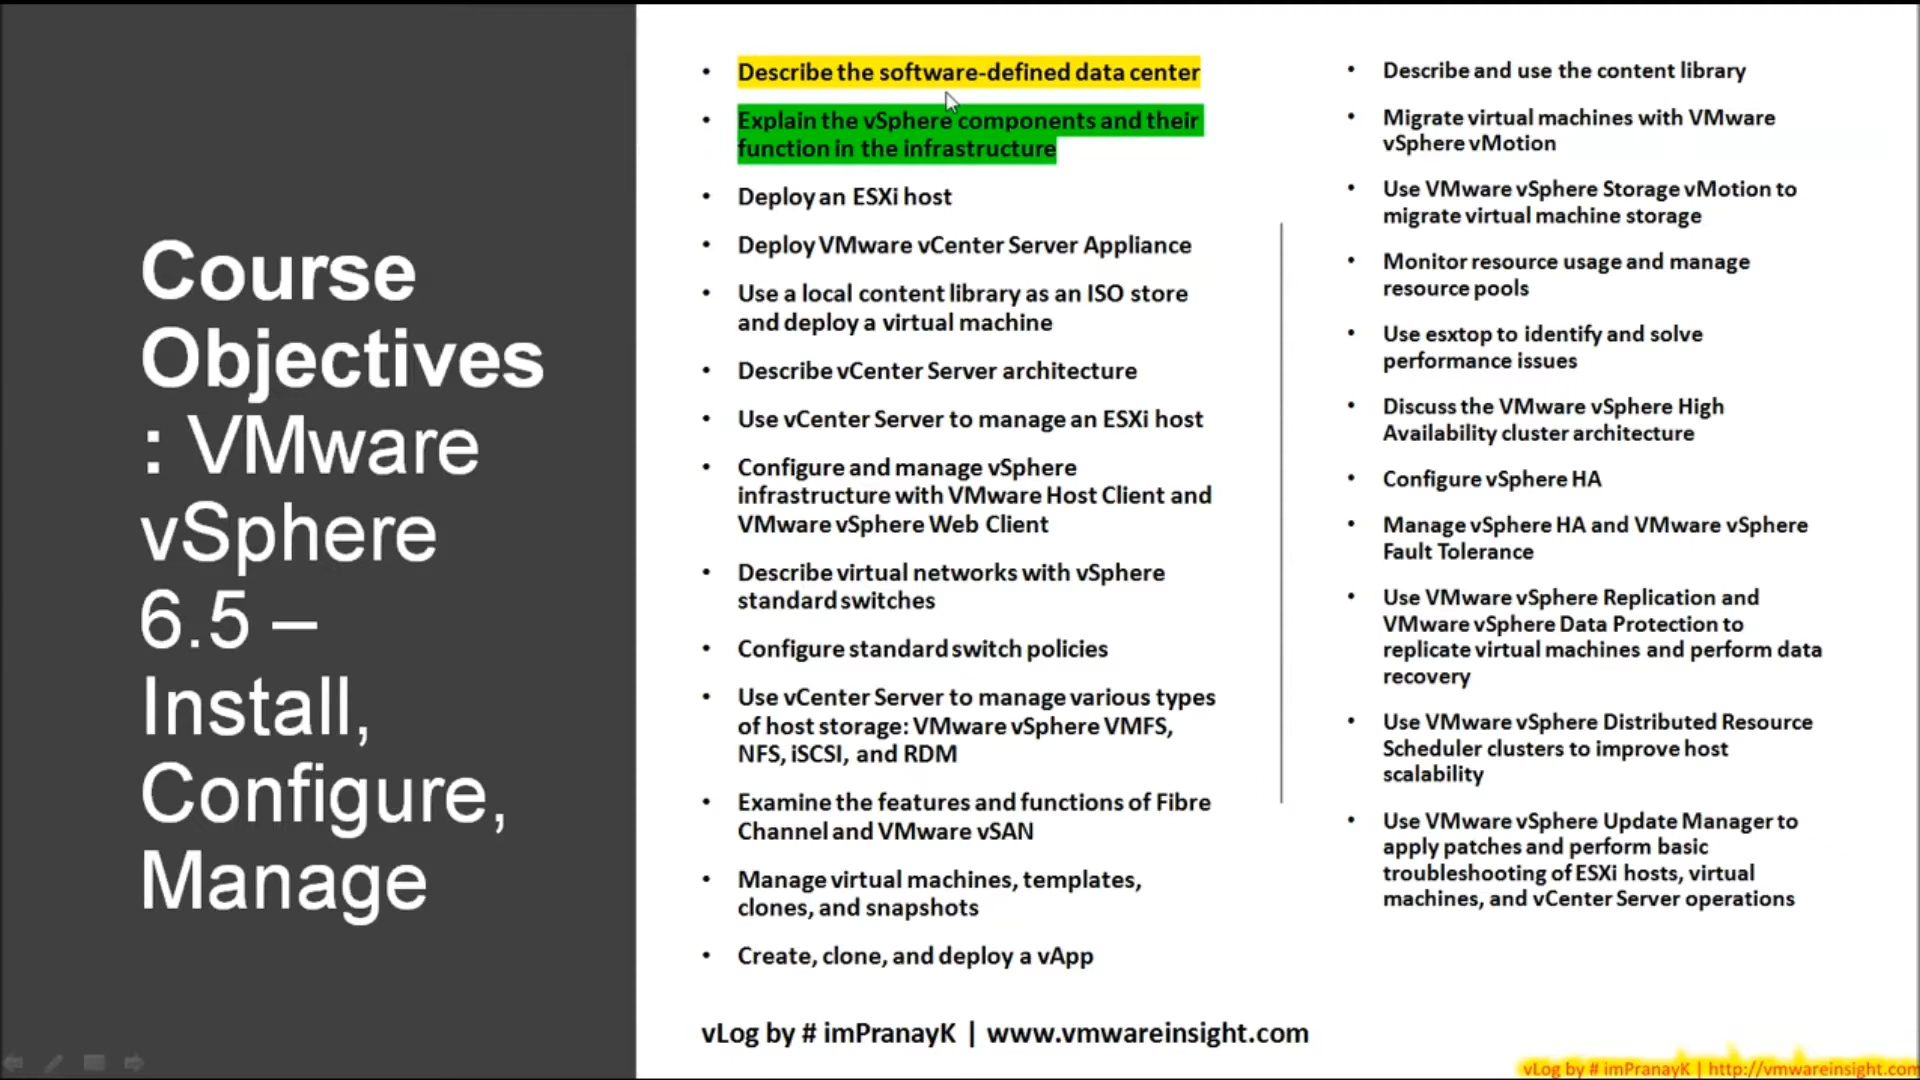 Course
Objectives
: VMware
vSphere
6.5 –
Install,
Configure,
Manage
• Describe the software-defined data center
• Explain the vSphere components and their
function in the infrastructure
• Deploy an ESXi host
• Deploy VMware vCenter Server Appliance
• Use a local content library as an ISO store
and deploy a virtual machine
• Describe vCenter Server architecture
• Use vCenter Server to manage an ESXi host
• Configure and manage vSphere
infrastructure with VMware Host Client and
VMware vSphere Web Client
• Describe virtual networks with vSphere
standard switches
• Configure standard switch policies
• Use vCenter Server to manage various types
of host storage: VMware vSphere VMFS,
NFS, iSCSI, and RDM
• Examine the features and functions of Fibre
Channel and VMware vSAN
• Manage virtual machines, templates,
clones, and snapshots
• Create, clone, and deploy a vApp
• Describe and use the content library
• Migrate virtual machines with VMware
vSphere vMotion
• Use VMware vSphere Storage vMotion to
migrate virtual machine storage
• Monitor resource usage and manage
resource pools
• Use esxtop to identify and solve
performance issues
• Discuss the VMware vSphere High
Availability cluster architecture
• Configure vSphere HA
• Manage vSphere HA and VMware vSphere
Fault Tolerance
• Use VMware vSphere Replication and
VMware vSphere Data Protection to
replicate virtual machines and perform data
recovery
• Use VMware vSphere Distributed Resource
Scheduler clusters to improve host
scalability
• Use VMware vSphere Update Manager to
apply patches and perform basic
troubleshooting of ESXi hosts, virtual
machines, and vCenter Server operations
vLog by # imPranayK | www.vmwareinsight.com
vLog by # imPranayK | http://vmwareinsight.com